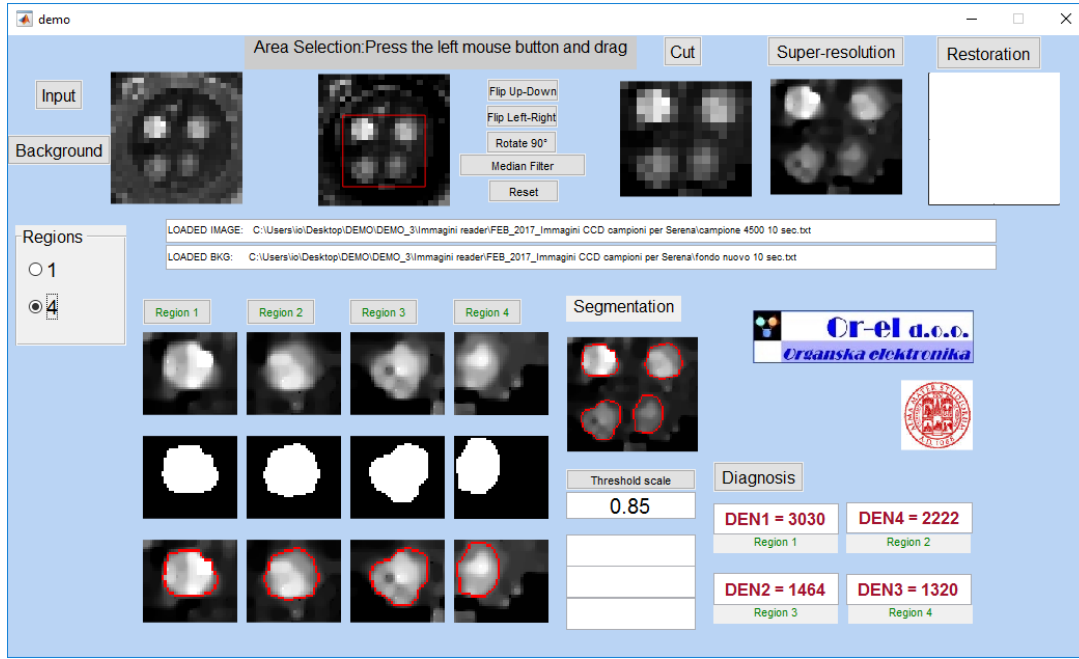 demo
Area Selection:Press the left mouse button and drag
Cut
Super-resolution
Restoration
Input
Background
Flip Up-Down
Flip Left-Right
Rotate 90°
Median Filter
Reset
LOADED IMAGE: C:\Users\io\Desktop\DEMO\DEMO_3\Immagini reader\FEB_2017_Immagini CCD campioni per Serena\campione 4500 10 sec.txt
LOADED BKG: C:\Users\io\Desktop\DEMO\DEMO_3\Immagini reader\FEB_2017_Immagini CCD campioni per Serena\fondo nuovo 10 sec.txt
Regions
1
4
Region 1
Region 2
Region 3
Region 4
Segmentation
Or-el d.o.o.
Organska elektronika
Threshold scale
0.85
Diagnosis
DEN1 = 3030
Region 1
DEN4 = 2222
Region 2
DEN2 = 1464
Region 3
DEN3 = 1320
Region 4